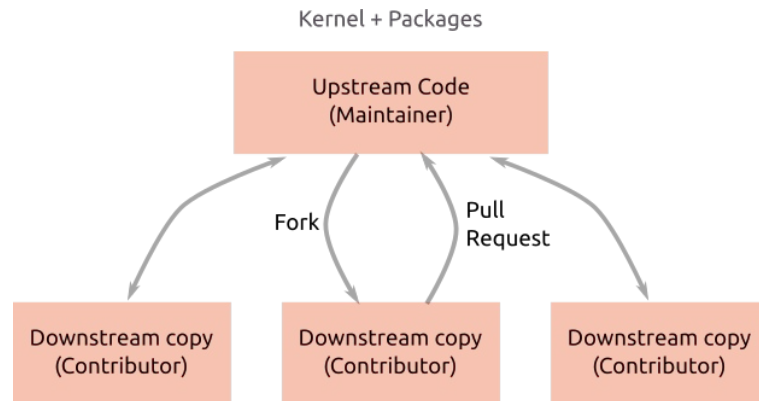 Kernel + Packages
Upstream Code
(Maintainer)
Fork
Pull
Request
Downstream copy
(Contributor)
Downstream copy
(Contributor)
Downstream copy
(Contributor)